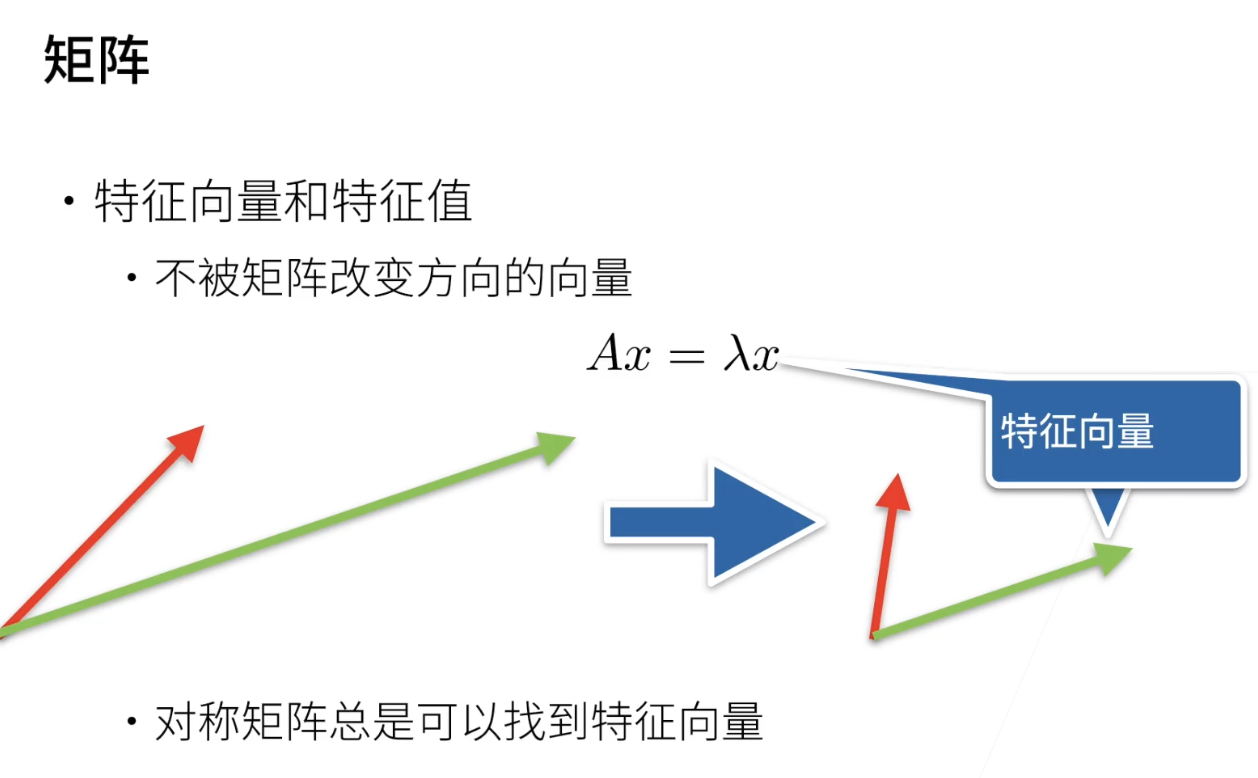 矩阵
• 特征向量和特征值
• 不被矩阵改变方向的向量
Ax = λx
特征向量
• 对称矩阵总是可以找到特征向量